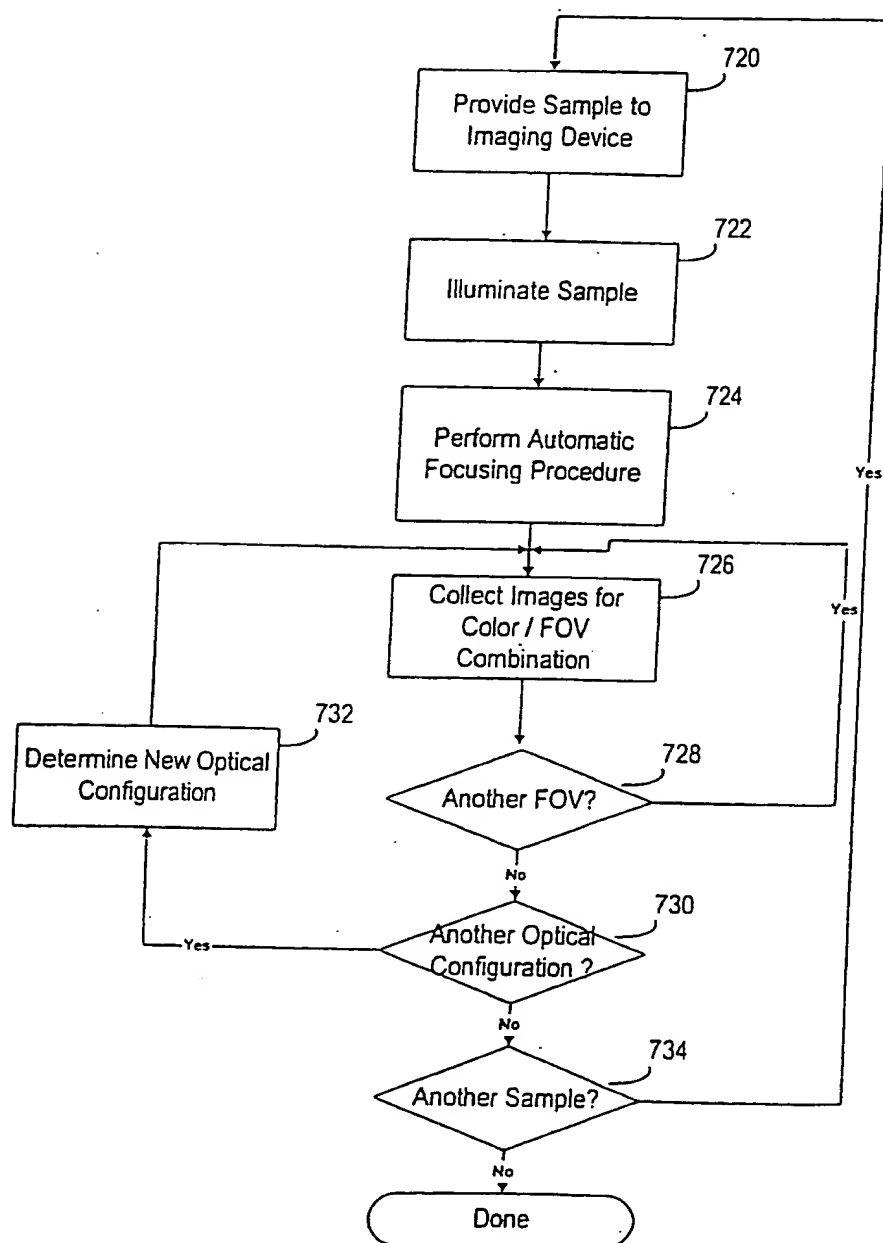 720
Provide Sample to
Imaging Device
722
Illuminate Sample
724
Perform Automatic
Focusing Procedure
Yes
726
Collect Images for
Color / FOV
Combination
Yes
732
Determine New Optical
Configuration
728
Another FOV?
No
730
Another Optical
Configuration ?
Yes
No
734
Another Sample?
No
Done